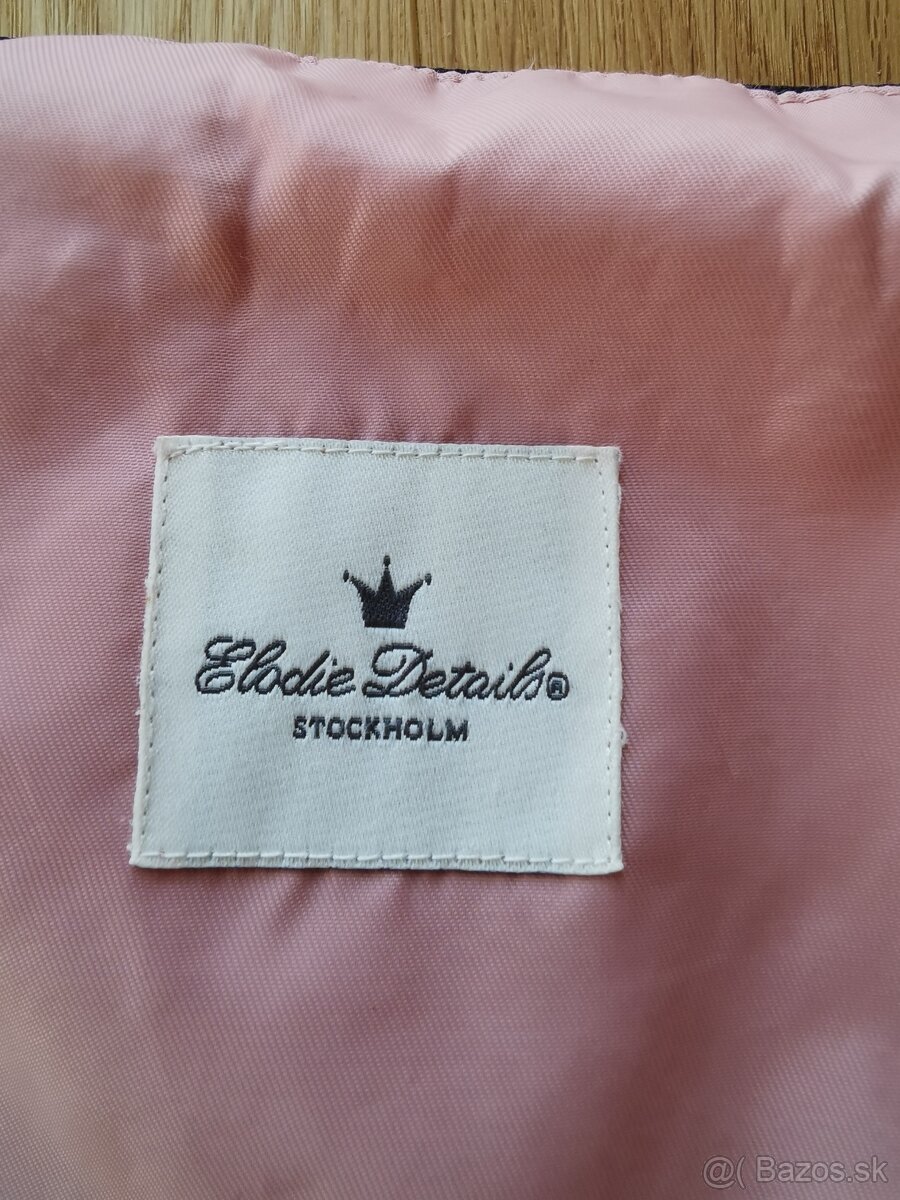 Elodie Details®
STOCKHOLM
@( Bazos.sk